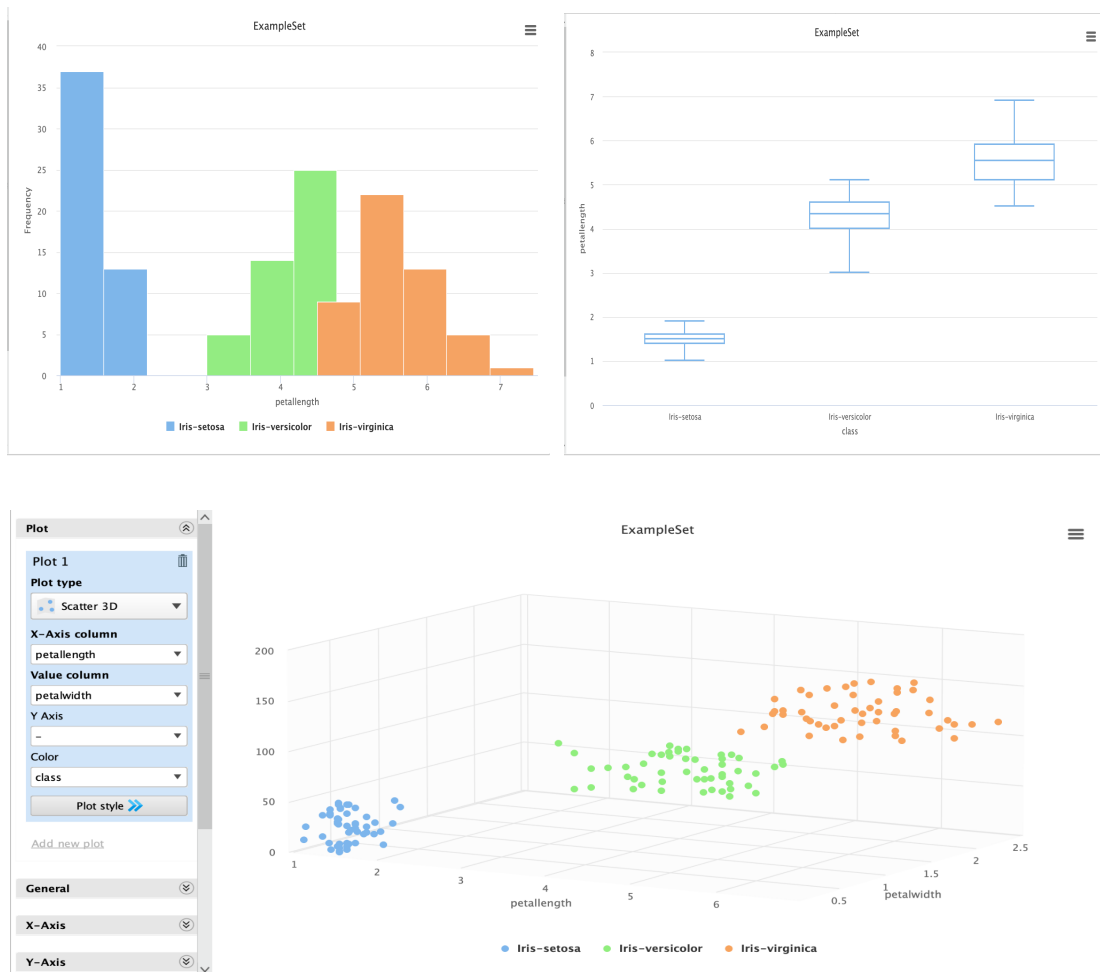 ExampleSet
40
35
30
25
20
15
10
5
0
Frequency
1 2 3 4 5 6 7
petallength
Iris-setosa Iris-versicolor Iris-virginica
ExampleSet
8
7
6
5
4
3
2
1
0
petallength
Iris-setosa Iris-versicolor Iris-virginica
class
Plot
Plot 1
Plot type
Scatter 3D
X-Axis column
petallength
Value column
petalwidth
Y Axis
-
Color
class
Plot style
Add new plot
General
X-Axis
Y-Axis
ExampleSet
200
150
100
50
0
1 2 3 4 5 6
petallength
0.5 1 1.5 2 2.5
petalwidth
Iris-setosa Iris-versicolor Iris-virginica